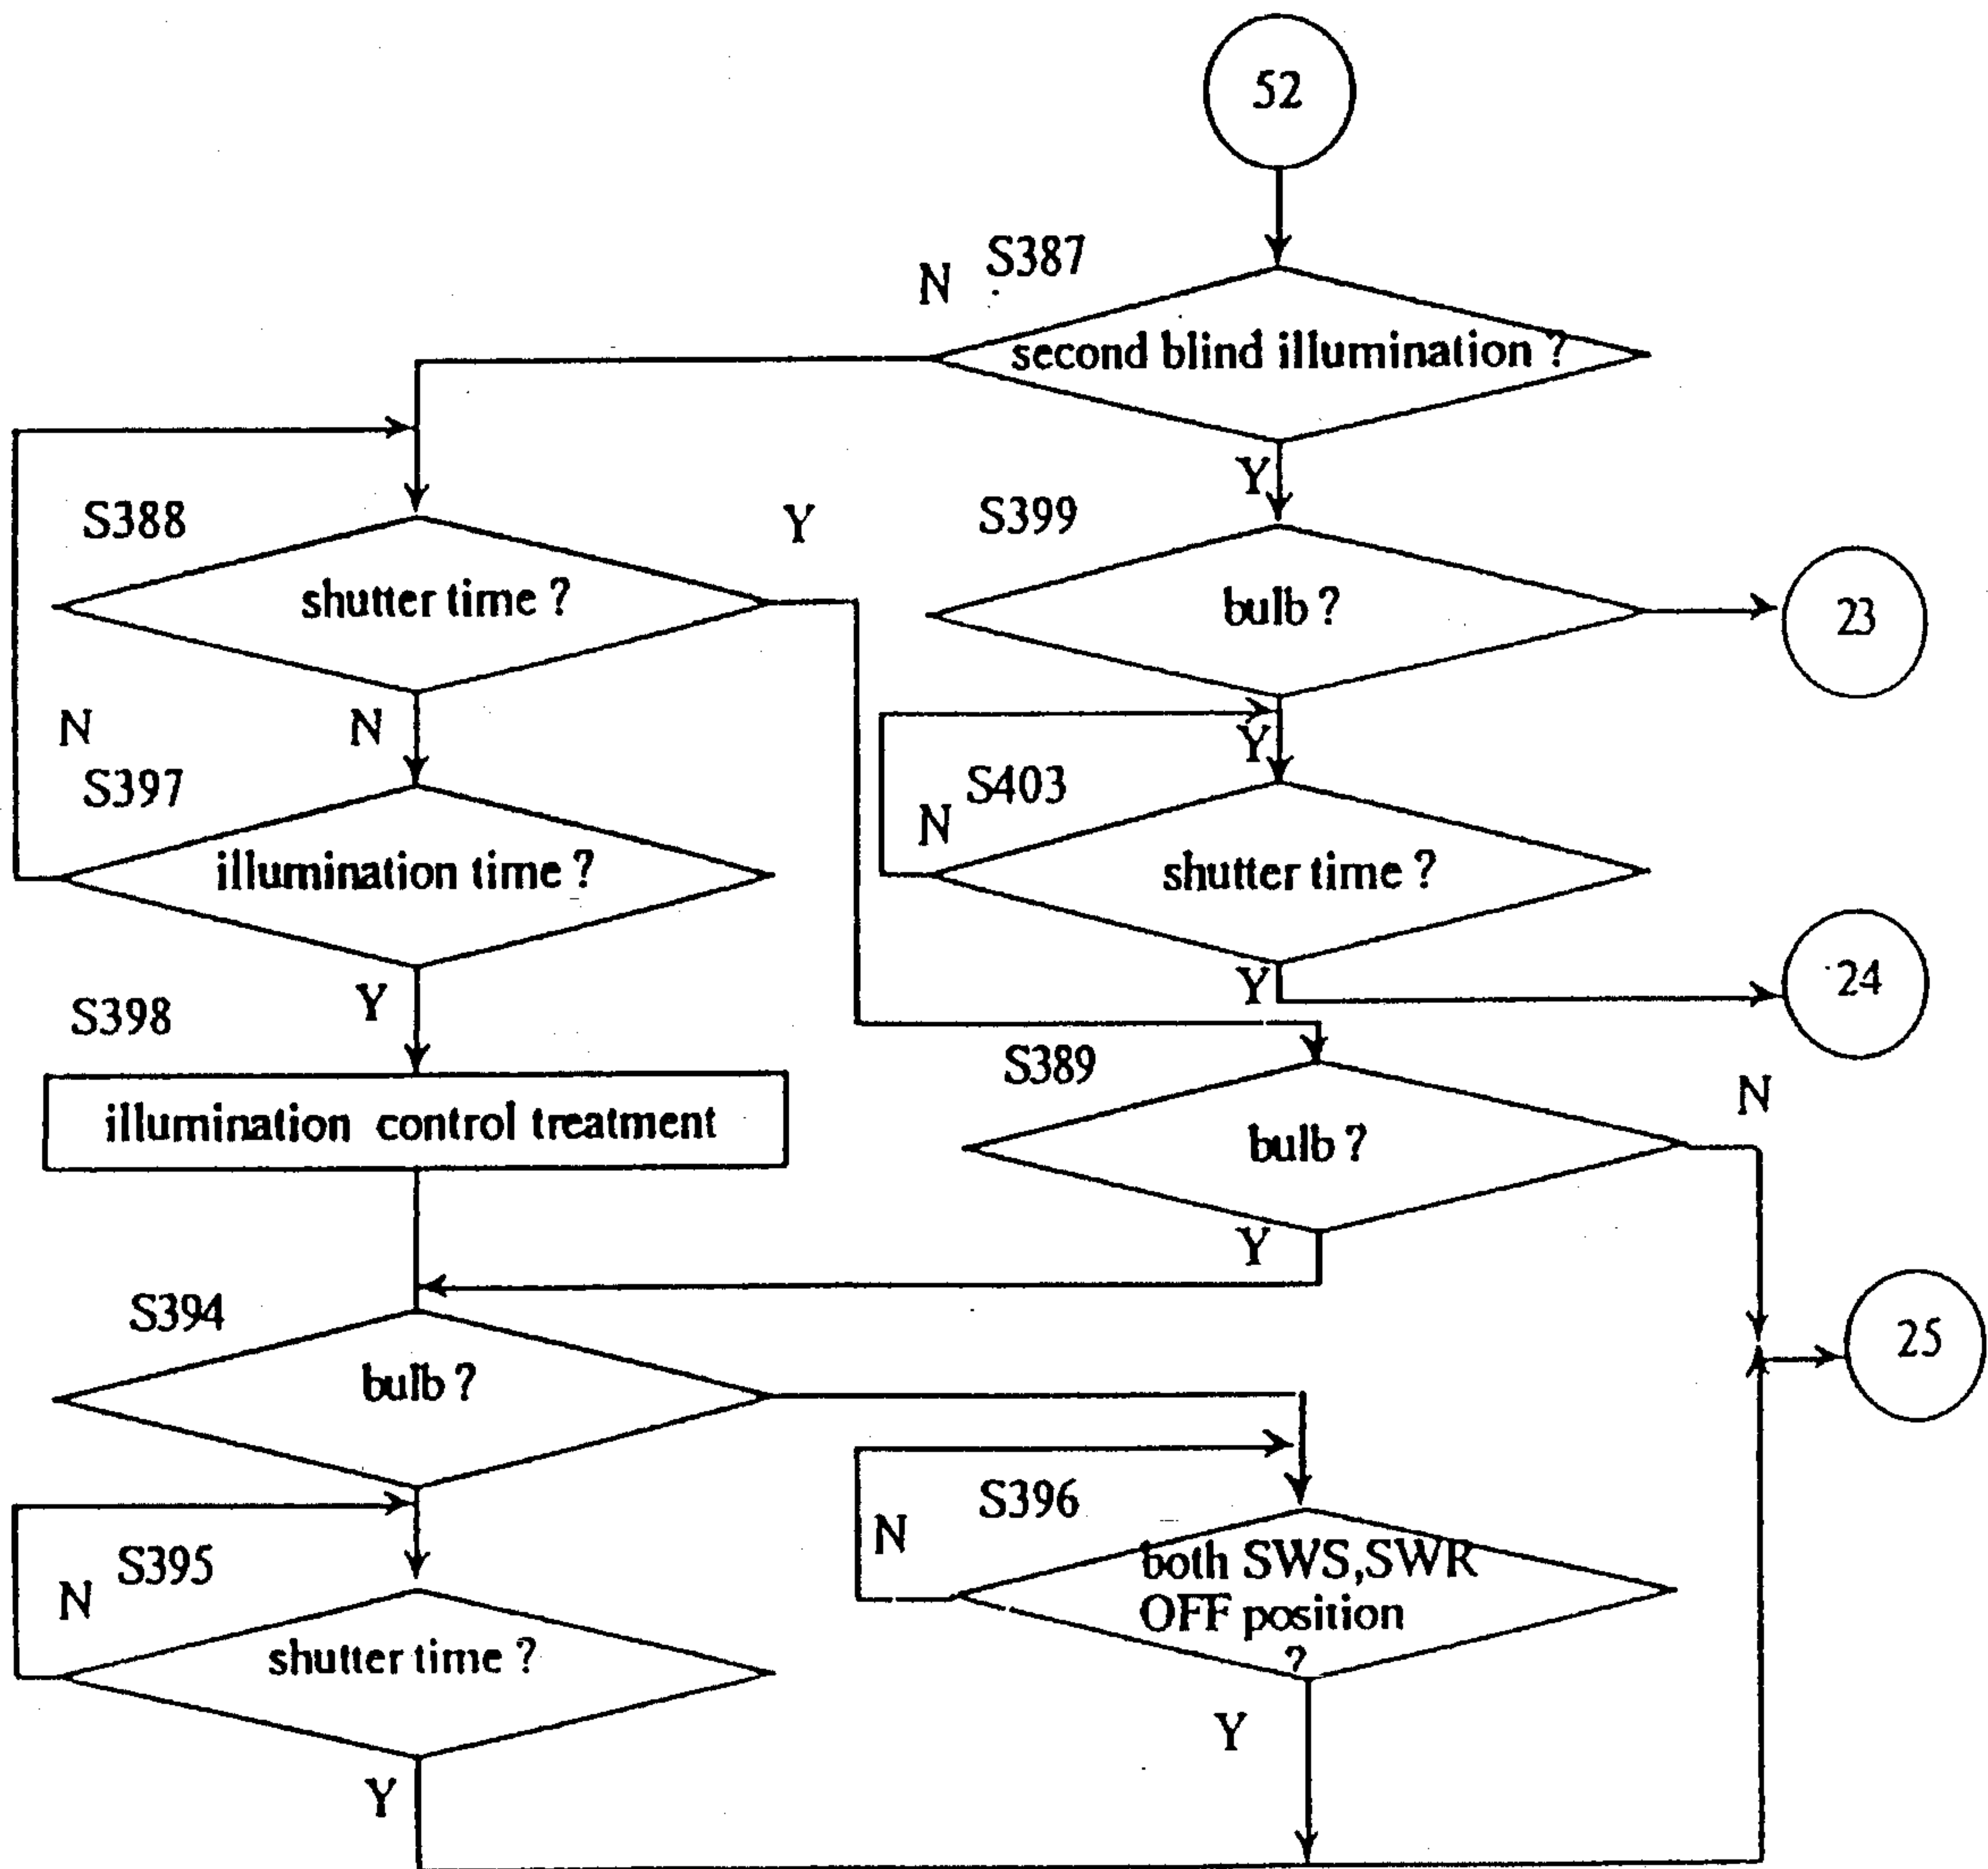 52
N
S387
second blind illumination ?
Y
S388
Y
S399
shutter time ?
bulb ?
23
N
N
Y
S397
N
S403
illumination time ?
shutter time ?
Y
Y
24
S398
S389
N
illumination control treatment
bulb ?
Y
S394
25
bulb ?
S396
N
both SWS,SWR
OFF position
?
S395
N
shutter time ?
Y
Y